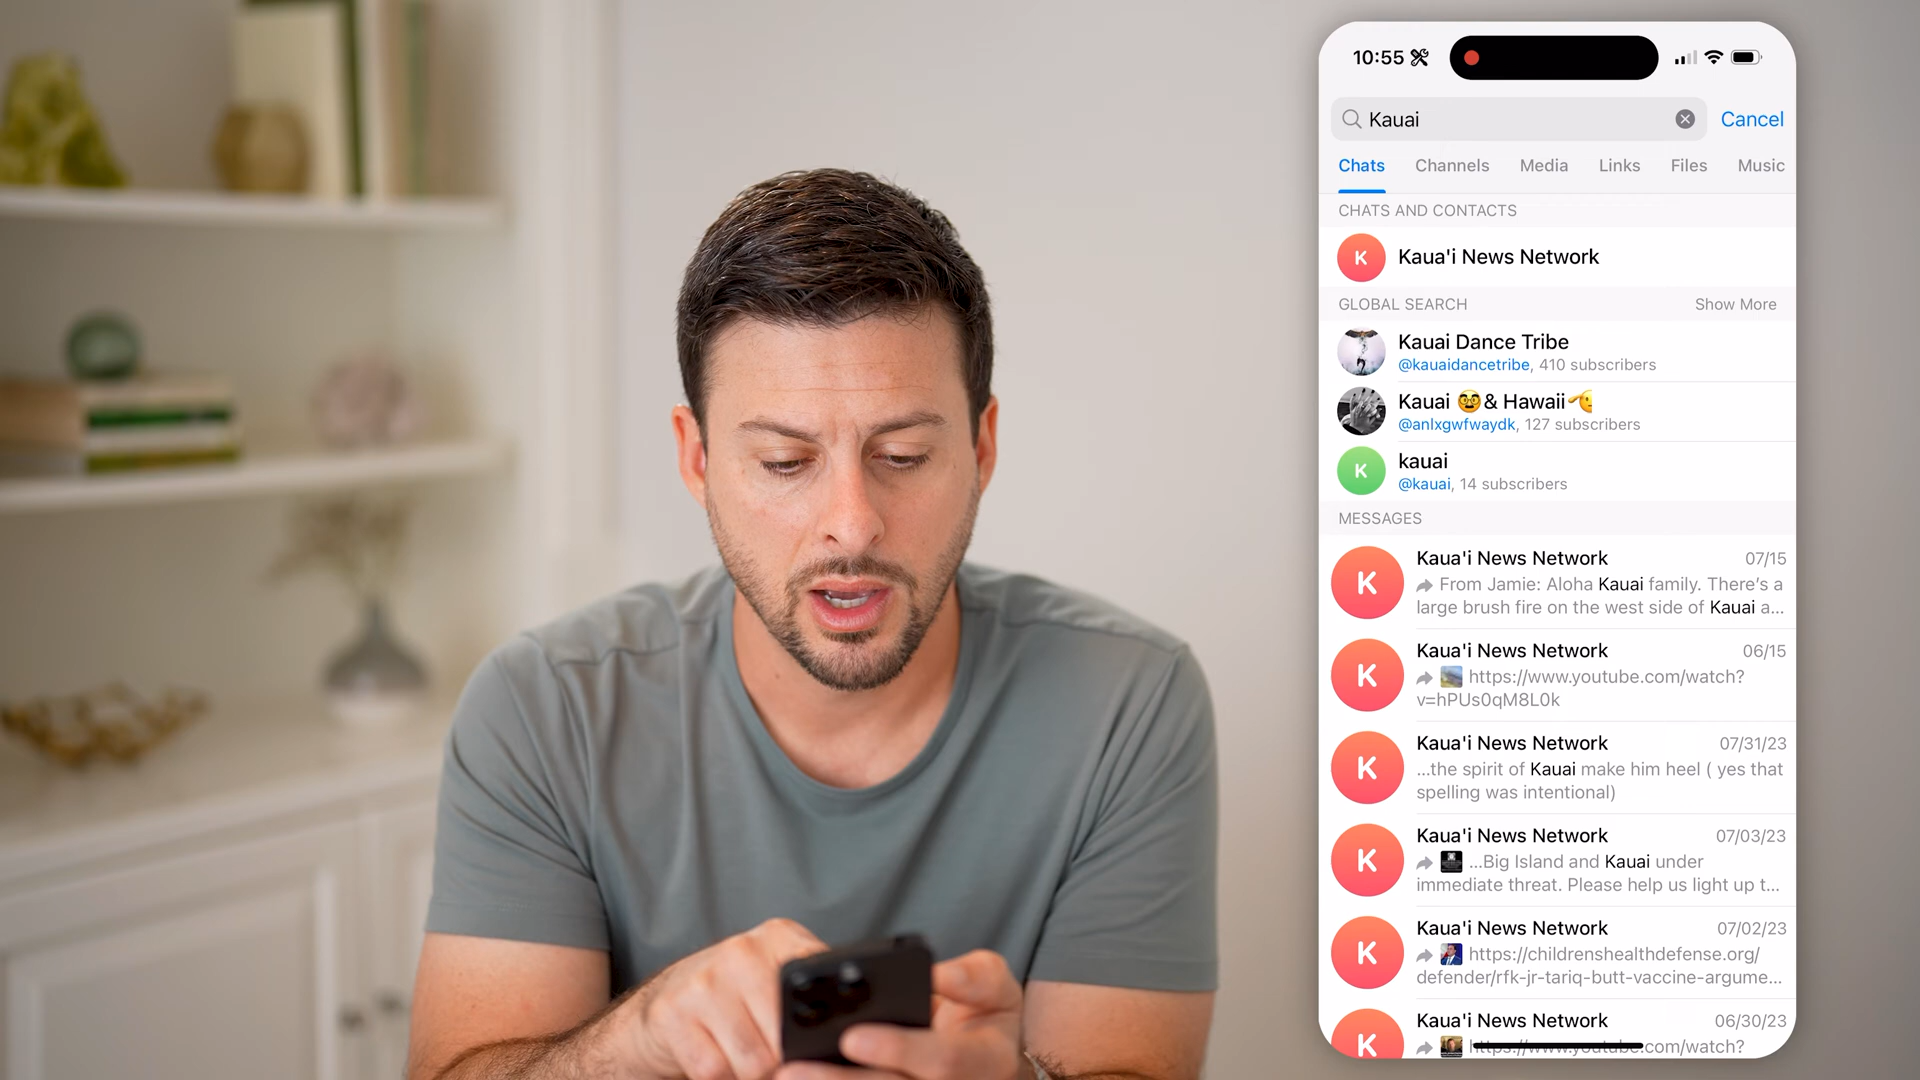 10:55
Kauai
Cancel
Chats Channels Media Links Files Music
CHATS AND CONTACTS
K
Kaua'i News Network
GLOBAL SEARCH Show More
Kauai Dance Tribe
@kauaidancetribe, 410 subscribers
Kauai 🥸& Hawaii🫡
@anlxgwfwaydk, 127 subscribers
K
kauai
@kauai, 14 subscribers
MESSAGES
K
Kaua'i News Network 07/15
From Jamie: Aloha Kauai family. There's a
large brush fire on the west side of Kauai a...
K
Kaua'i News Network 06/15
https://www.youtube.com/watch?
v=hPUs0qM8L0k
K
Kaua'i News Network 07/31/23
...the spirit of Kauai make him heel ( yes that
spelling was intentional)
K
Kaua'i News Network 07/03/23
...Big Island and Kauai under
immediate threat. Please help us light up t...
K
Kaua'i News Network 07/02/23
https://childrenshealthdefense.org/
defender/rfk-jr-tariq-butt-vaccine-argume...
K
Kaua'i News Network 06/30/23
https://www.youtube.com/watch?